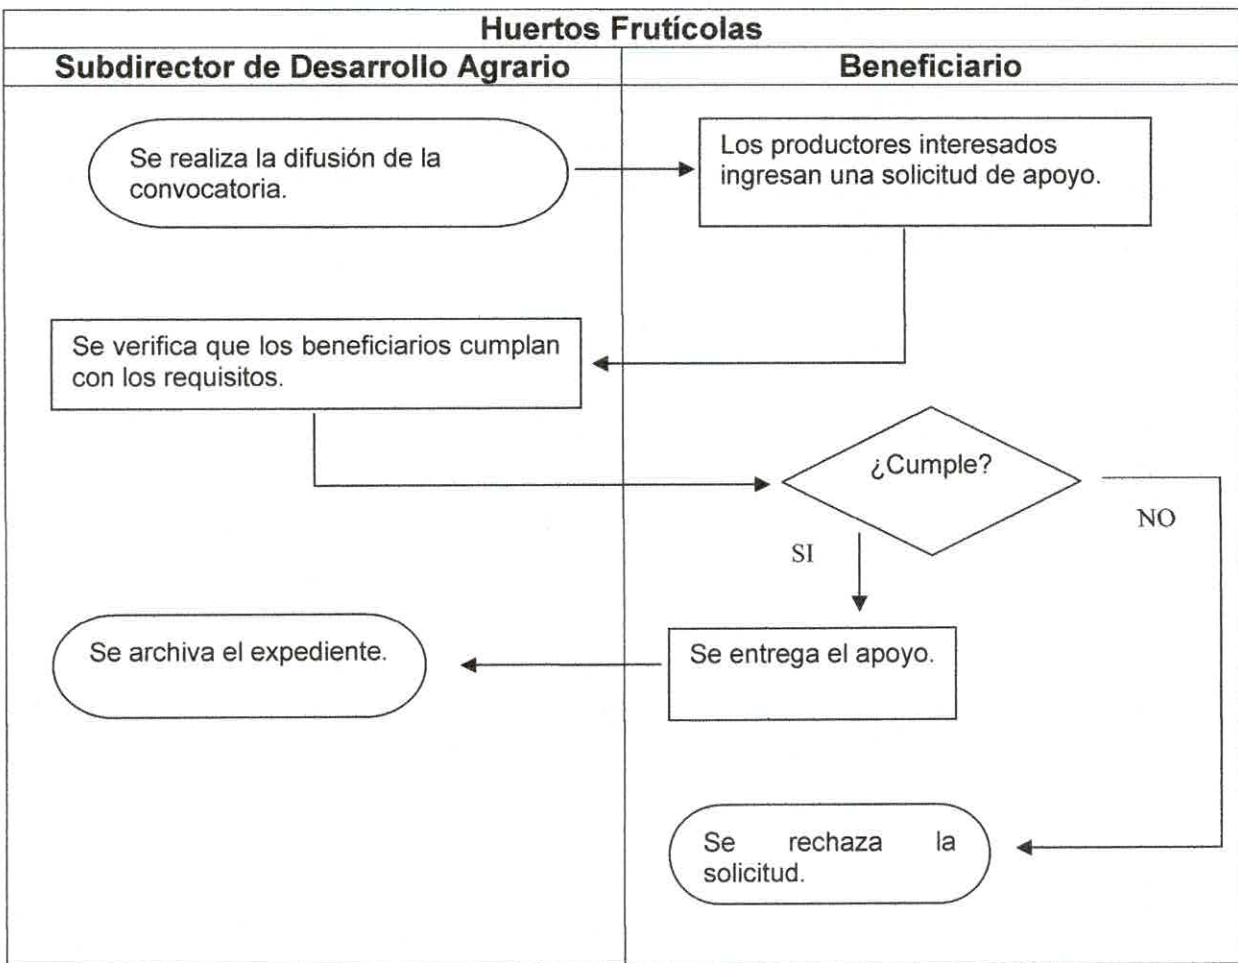 Huertos Frutícolas
Subdirector de Desarrollo Agrario
Beneficiario
Se realiza la difusión de la
convocatoria.
Los productores interesados
ingresan una solicitud de apoyo.
Se verifica que los beneficiarios cumplan
con los requisitos.
¿Cumple?
NO
SI
Se entrega el apoyo.
Se archiva el expediente.
Se rechaza la
solicitud.